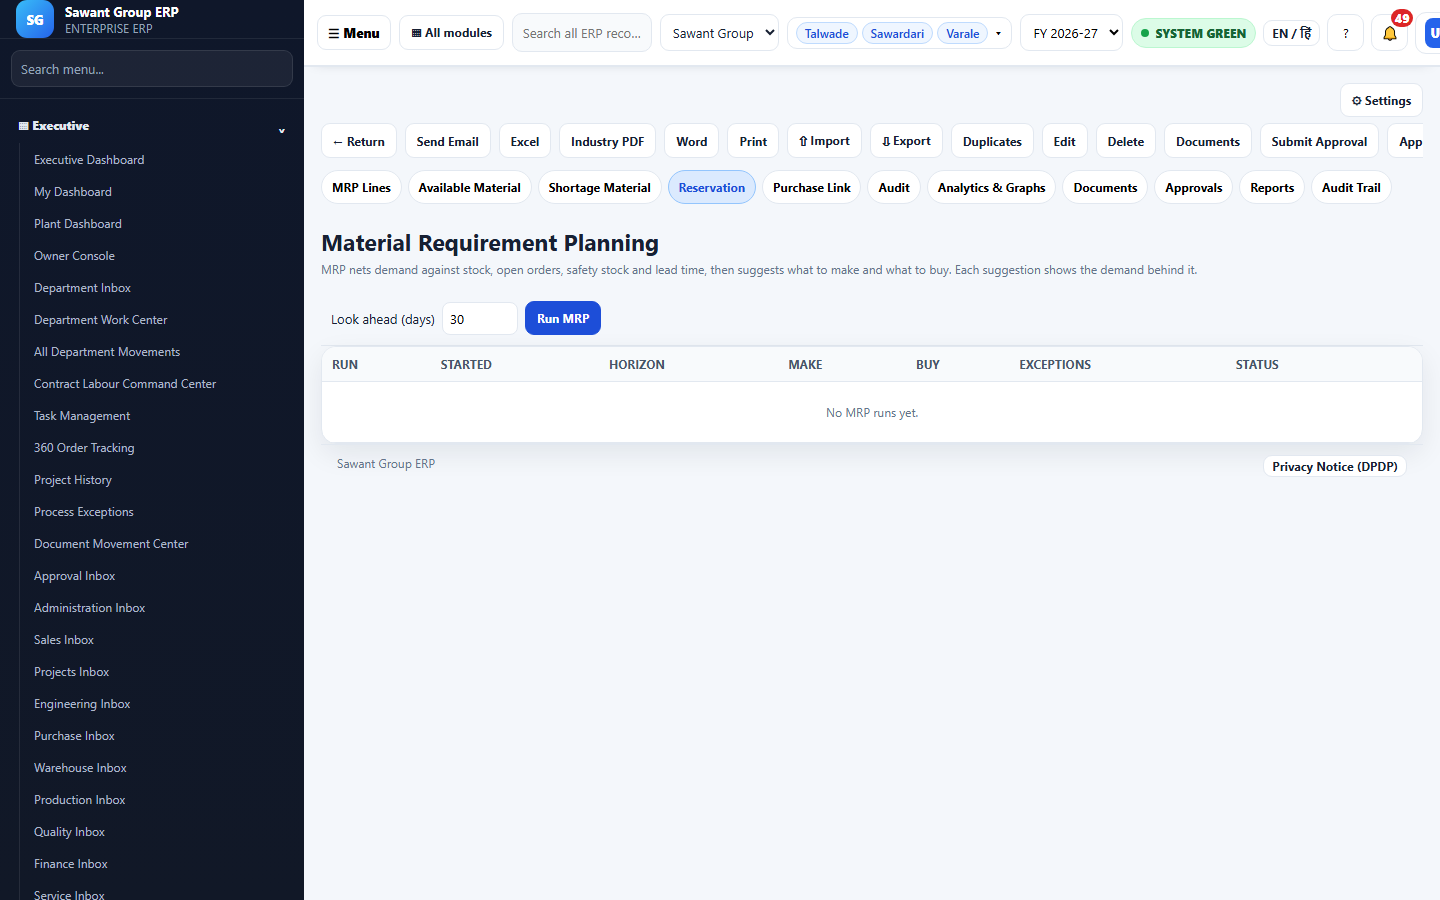 SG
Sawant Group ERP
ENTERPRISE ERP
☰ Menu
▦ All modules
Search all ERP reco...
Sawant Group
Talwade
Sawardari
Varale
FY 2026-27
SYSTEM GREEN
EN / हिं
?
49
U
Search menu...
▦ Executive
Executive Dashboard
My Dashboard
Plant Dashboard
Owner Console
Department Inbox
Department Work Center
All Department Movements
Contract Labour Command Center
Task Management
360 Order Tracking
Project History
Process Exceptions
Document Movement Center
Approval Inbox
Administration Inbox
Sales Inbox
Projects Inbox
Engineering Inbox
Purchase Inbox
Warehouse Inbox
Production Inbox
Quality Inbox
Finance Inbox
Service Inbox
⚙ Settings
← Return
Send Email
Excel
Industry PDF
Word
Print
⇧ Import
⇩ Export
Duplicates
Edit
Delete
Documents
Submit Approval
App
MRP Lines
Available Material
Shortage Material
Reservation
Purchase Link
Audit
Analytics & Graphs
Documents
Approvals
Reports
Audit Trail
Material Requirement Planning
MRP nets demand against stock, open orders, safety stock and lead time, then suggests what to make and what to buy. Each suggestion shows the demand behind it.
Look ahead (days) 30 Run MRP
RUN STARTED HORIZON MAKE BUY EXCEPTIONS STATUS
No MRP runs yet.
Sawant Group ERP
Privacy Notice (DPDP)